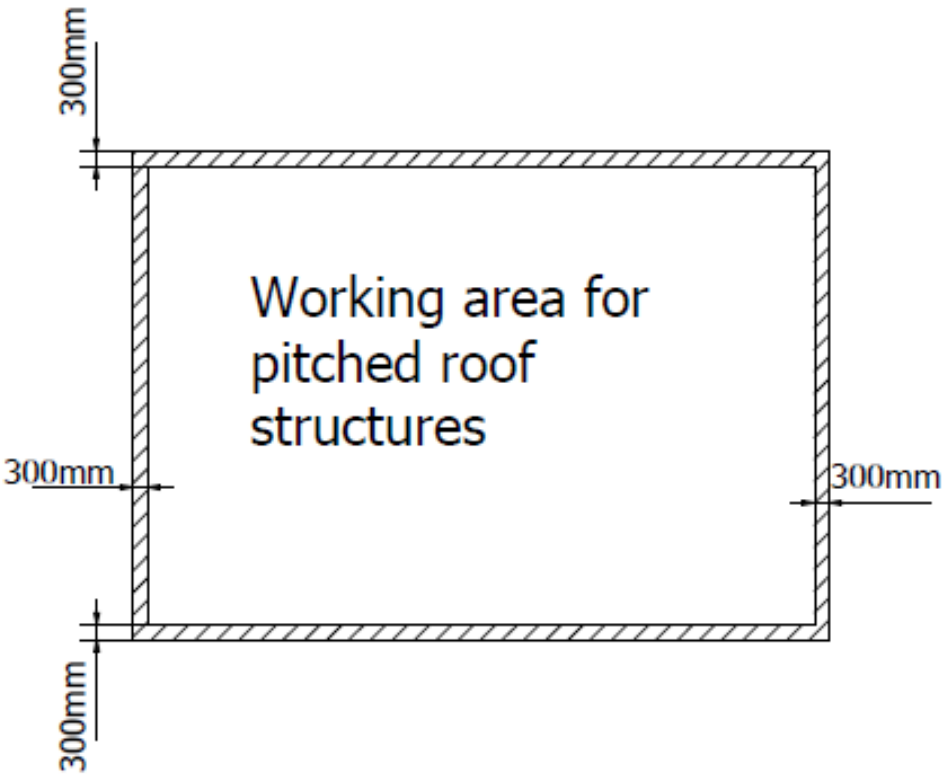 300mm
Working area for
pitched roof
structures
300mm
300mm
300mm